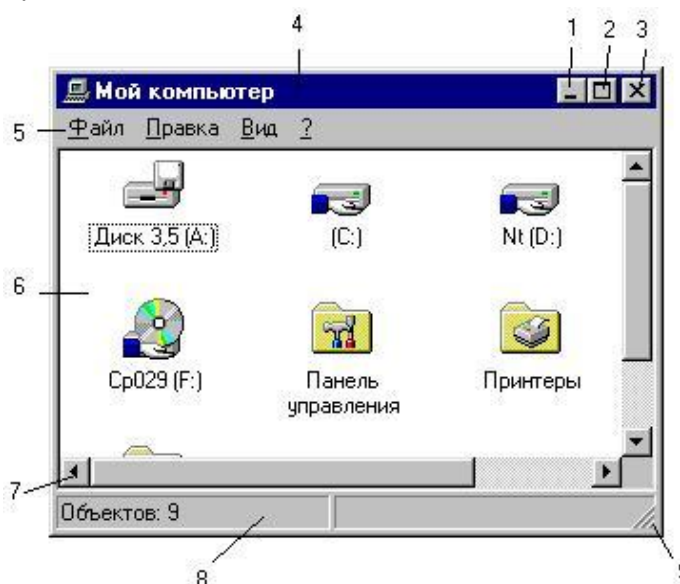 4 1 2 3
Мой компьютер
5 Файл Правка Вид ?
Диск 3,5 (A:) (C:) Nt (D:)
6
Cp029 (F:) Панель управления Принтеры
7
Объектов: 9
8 9